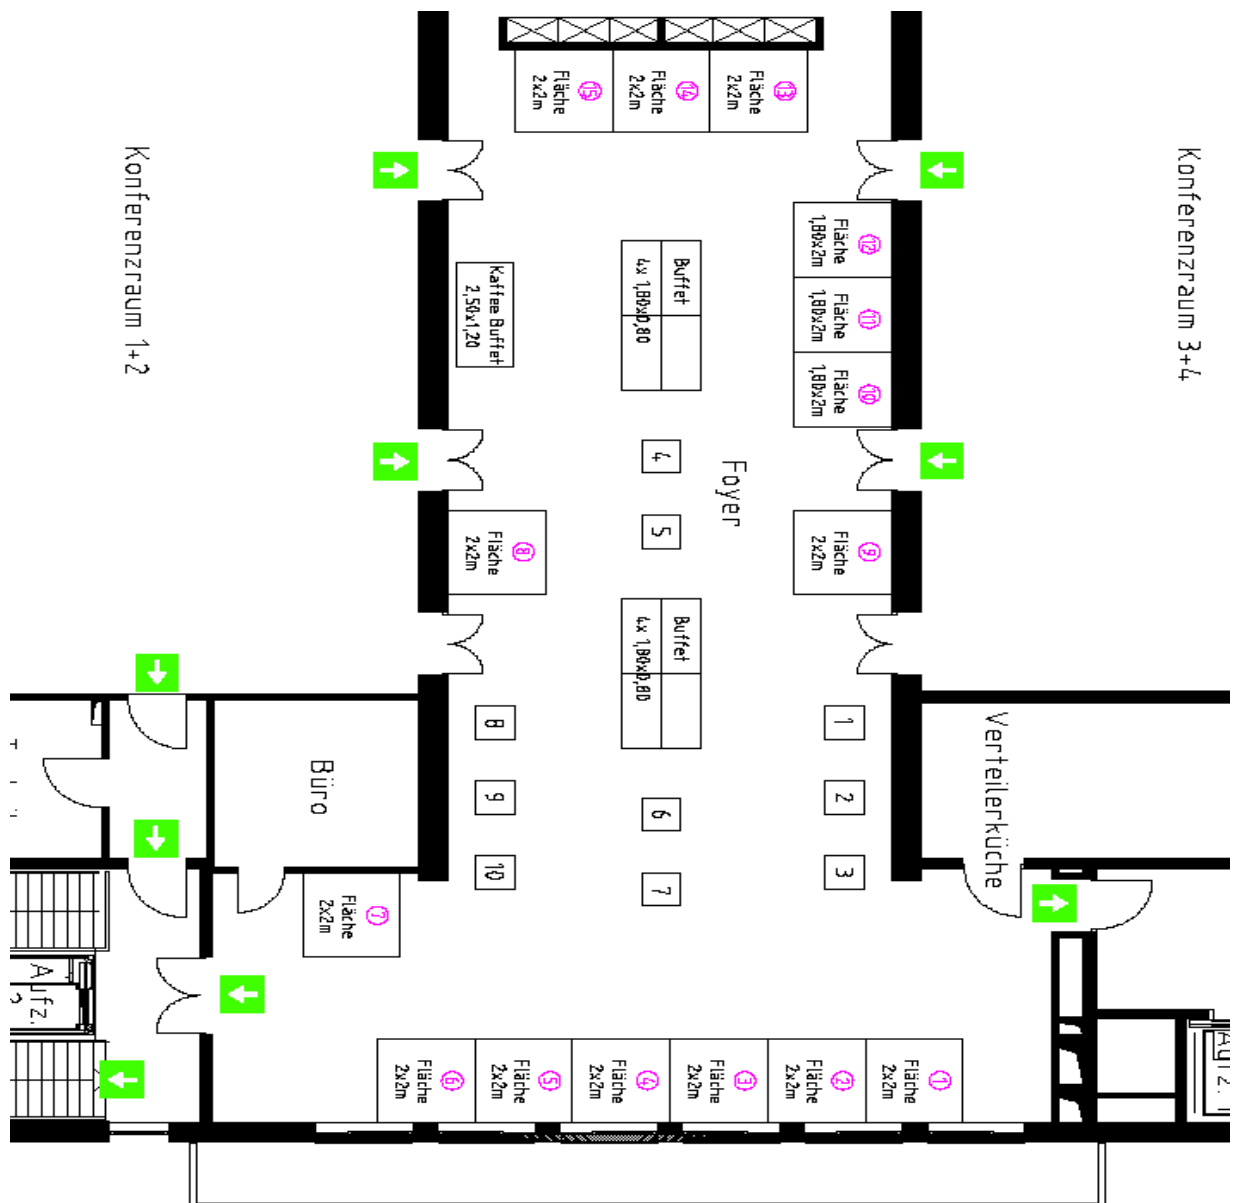 Konferenzraum 1+2
Konferenzraum 3+4
15
Fläche
2x2m
14
Fläche
2x2m
13
Fläche
2x2m
12
Fläche
1,80x2m
11
Fläche
1,80x2m
10
Fläche
1,80x2m
Kaffee Buffet
2,50x1,20
Buffet
4x 1,80x0,80
4
5
Foyer
8
Fläche
2x2m
9
Fläche
2x2m
Buffet
4x 1,80x0,80
8
9
10
6
7
1
2
3
Büro
Verteilerküche
7
Fläche
2x2m
Aufz.
6
Fläche
2x2m
5
Fläche
2x2m
4
Fläche
2x2m
3
Fläche
2x2m
2
Fläche
2x2m
1
Fläche
2x2m
Aufz.